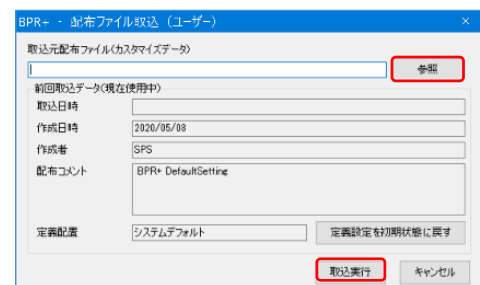 BPR+ - 配布ファイル取込（ユーザー）
取込元配布ファイル(カスタマイズデータ)
参照
前回取込データ(現在使用中)
取込日時
作成日時 2020/05/08
作成者 SPS
配布コメント BPR+ DefaultSetting
定義配置 システムデフォルト 定義設定を初期状態に戻す
取込実行 キャンセル